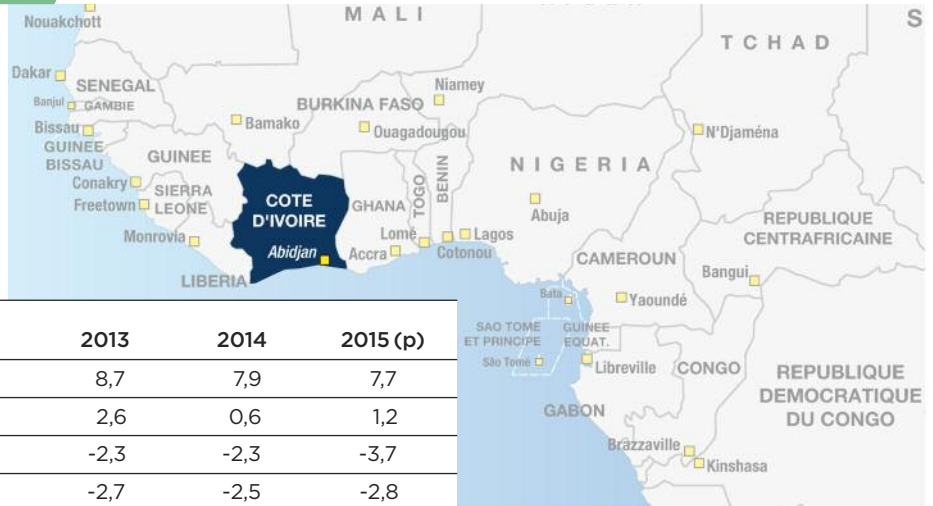 MALI
S
Nouakchott
TCHAD
Dakar
SENEGAL
Niamey
Banjul
GAMBIE
BURKINA FASO
Bamako
Bissau
Ouagadougou
N'Djaména
GUINEE
BISSAU
GUINEE
NIGERIA
BENIN
TOGO
Conakry
SIERRA
LEONE
Freetown
COTE
D'IVOIRE
GHANA
Abuja
REPUBLIQUE
CENTRAFRICAINE
Monrovia
Lomé
Lagos
Abidjan
Accra
Cotonou
CAMEROUN
LIBERIA
Bangui
Bata
Yaoundé
SAO TOME
ET PRINCIPE
GUINEE
EQUAT.
São Tomé
Libreville
CONGO
REPUBLIQUE
DEMOCRATIQUE
DU CONGO
GABON
Brazzaville
Kinshasa
2013 2014 2015 (p)
8,7 7,9 7,7
2,6 0,6 1,2
-2,3 -2,3 -3,7
-2,7 -2,5 -2,8